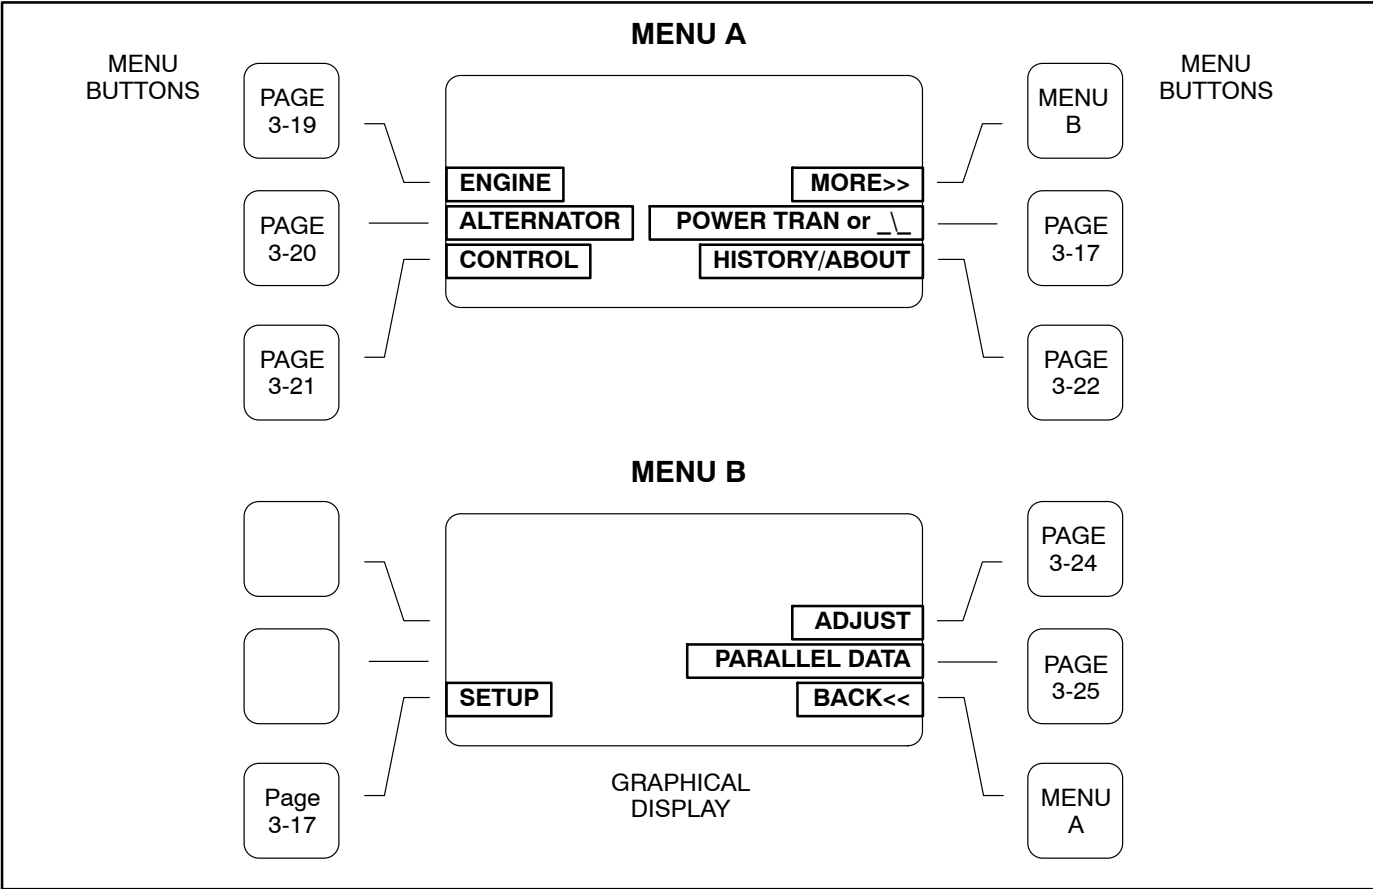 MENU A
MENU
BUTTONS
MENU
BUTTONS
PAGE
3-19
MENU
B
ENGINE
MORE>>
PAGE
3-20
ALTERNATOR
POWER TRAN or _\_
PAGE
3-17
CONTROL
HISTORY/ABOUT
PAGE
3-21
PAGE
3-22
MENU B
PAGE
3-24
ADJUST
PARALLEL DATA
PAGE
3-25
SETUP
BACK<<
Page
3-17
GRAPHICAL
DISPLAY
MENU
A